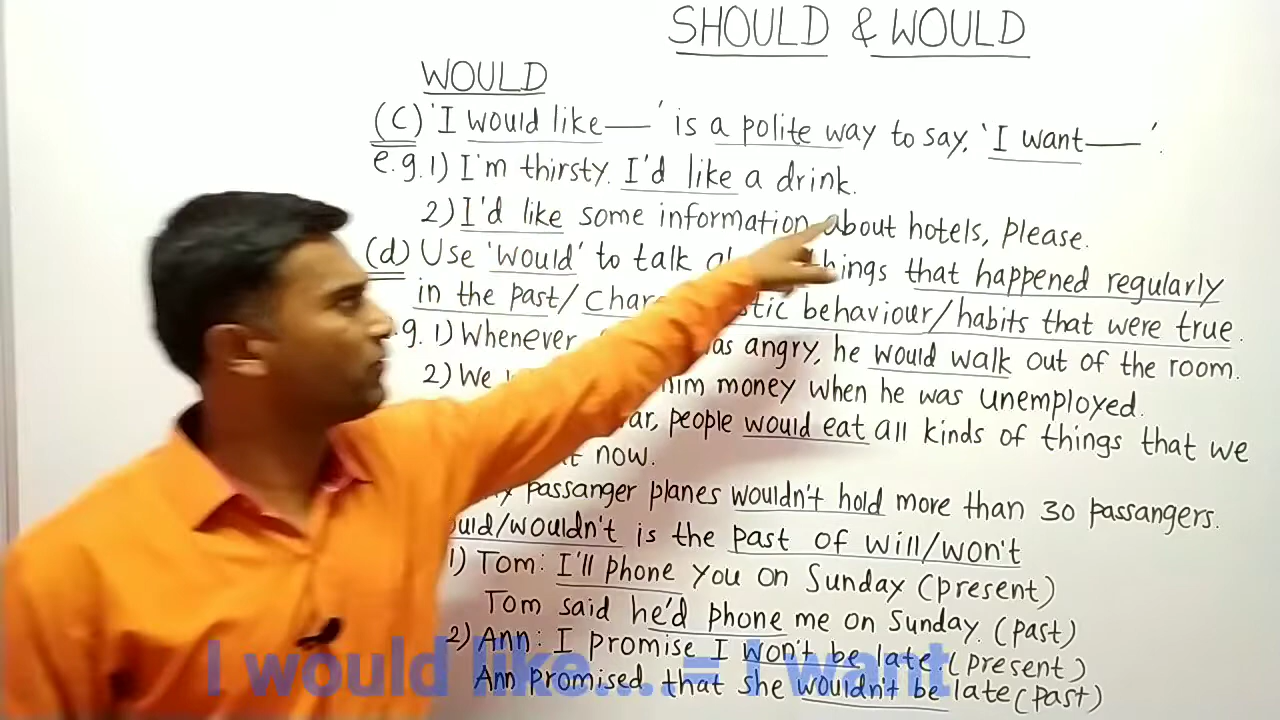 SHOULD & WOULD
WOULD
(C) 'I would like—' is a polite way to say, 'I want—'.
e.g. 1) I'm thirsty. I'd like a drink.
2) I'd like some information about hotels, please.
(d) Use 'would' to talk things that happened regularly
in the past/ behaviour/habits that were true.
1) Whenever angry, he would walk out of the room.
2) We him money when he was unemployed.
people would eat all kinds of things that we
now.
passanger planes wouldn't hold more than 30 passangers.
/wouldn't is the past of will/won't
1) Tom: I'll phone you on Sunday (present)
Tom said he'd phone me on Sunday. (past)
2) Ann: I promise I won't be late (present)
Ann promised that she wouldn't be late (past)
I would like.....= I want